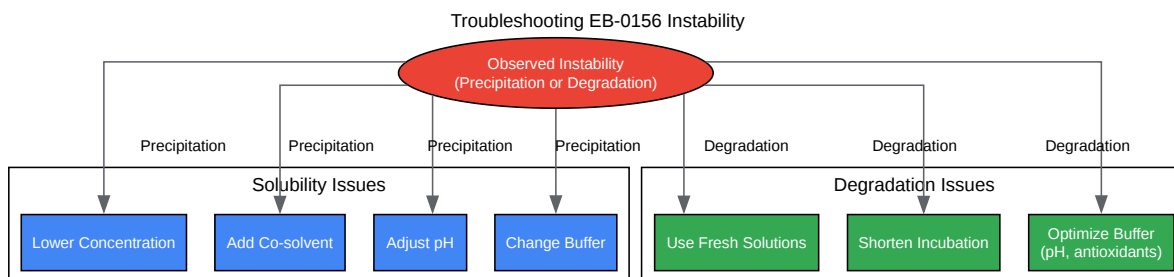 Troubleshooting EB-0156 Instability
Observed Instability
(Precipitation or Degradation)
Precipitation
Precipitation
Precipitation
Precipitation
Degradation
Degradation
Degradation
Solubility Issues
Degradation Issues
Lower Concentration
Add Co-solvent
Adjust pH
Change Buffer
Use Fresh Solutions
Shorten Incubation
Optimize Buffer
(pH, antioxidants)